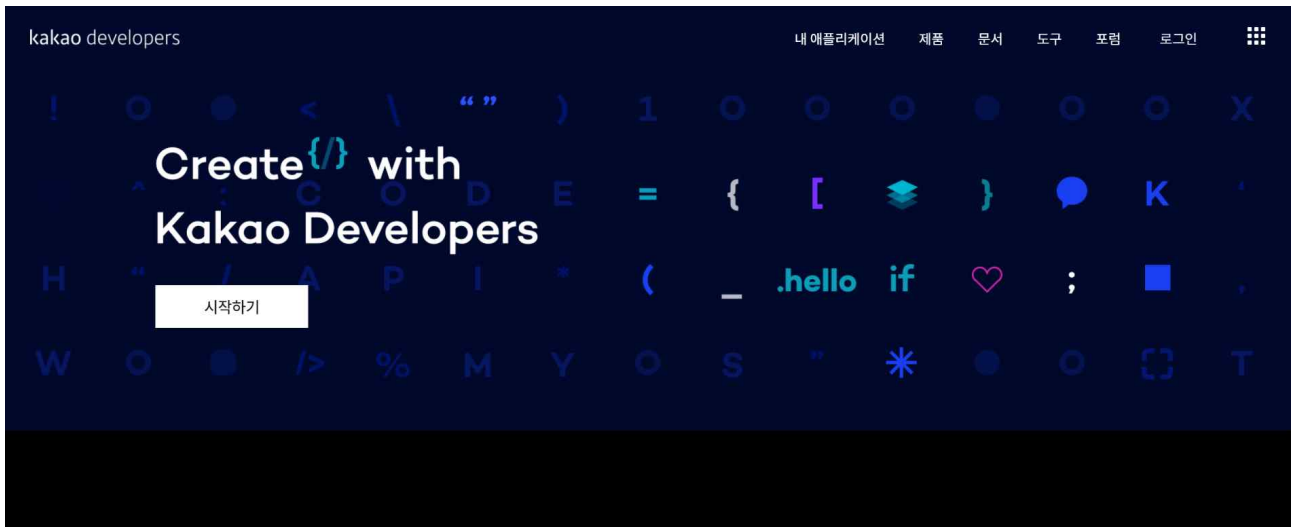 kakao developers
내 애플리케이션 제품 문서 도구 포럼 로그인
! O < \ “ ” ) 1 O O O O O X
Create{/} with
^ : C O D E = { [ } K ‘
Kakao Developers
H “ / A P I * ( _ .hello if ; ,
시작하기
W O /> % M Y O S ” * O T